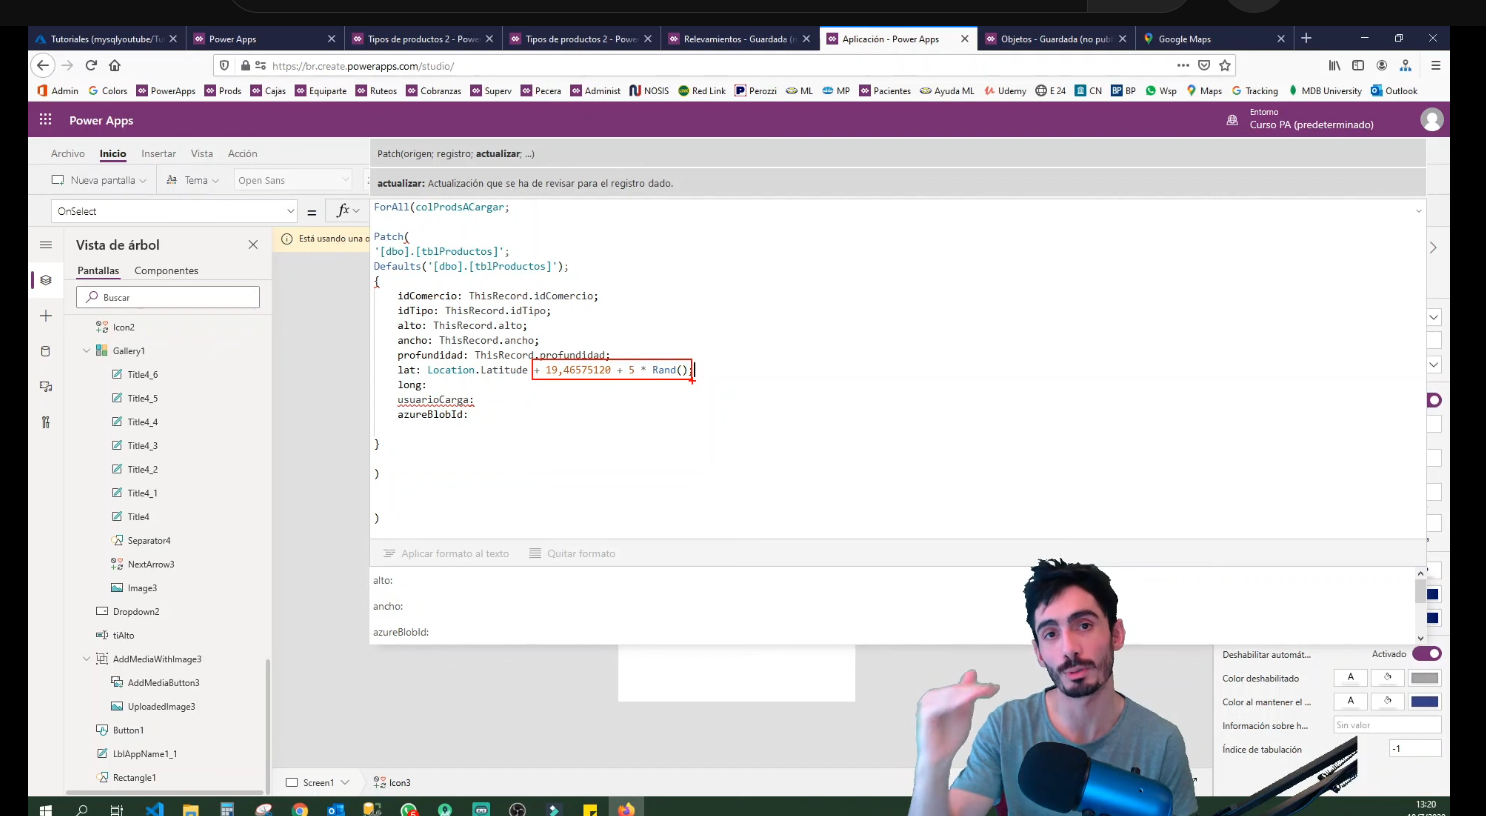 Tutoriales (mysqlyoutube/Tu
Power Apps
Tipos de productos 2 - Power
Tipos de productos 2 - Power
Relevamientos - Guardada (no
Aplicación - Power Apps
Objetos - Guardada (no publ
Google Maps
https://br.create.powerapps.com/studio/
Admin
Colors
PowerApps
Prods
Cajas
Equiparte
Ruteos
Cobranzas
Superv
Pecera
Administ
NOSIS
Red Link
Perozzi
ML
MP
Pacientes
Ayuda ML
Udemy
E 24
CN
BP
Wsp
Maps
Tracking
MDB University
Outlook
Power Apps
Entorno
Curso PA (predeterminado)
Archivo
Inicio
Insertar
Vista
Acción
Patch(origen; registro; actualizar; ...)
Nueva pantalla
Tema
Open Sans
actualizar: Actualización que se ha de revisar para el registro dado.
OnSelect
=
fx
ForAll(colProdsACargar;
Patch(
'[dbo].[tblProductos]';
Defaults('[dbo].[tblProductos]');
{
idComercio: ThisRecord.idComercio;
idTipo: ThisRecord.idTipo;
alto: ThisRecord.alto;
ancho: ThisRecord.ancho;
profundidad: ThisRecord.profundidad;
lat: Location.Latitude + 19,46575120 + 5 * Rand();
long:
usuarioCarga:
azureBlobId:
}
)
)
Vista de árbol
Está usando una
Pantallas
Componentes
Buscar
Icon2
Gallery1
Title4_6
Title4_5
Title4_4
Title4_3
Title4_2
Title4_1
Title4
Separator4
NextArrow3
Image3
Dropdown2
tiAlto
AddMediaWithImage3
AddMediaButton3
UploadedImage3
Button1
LblAppName1_1
Rectangle1
Aplicar formato al texto
Quitar formato
alto:
ancho:
azureBlobId:
Deshabilitar automát...
Activado
Color deshabilitado
A
Color al mantener el ...
A
Información sobre h...
Sin valor
Índice de tabulación
-1
Screen1
Icon3
13:20